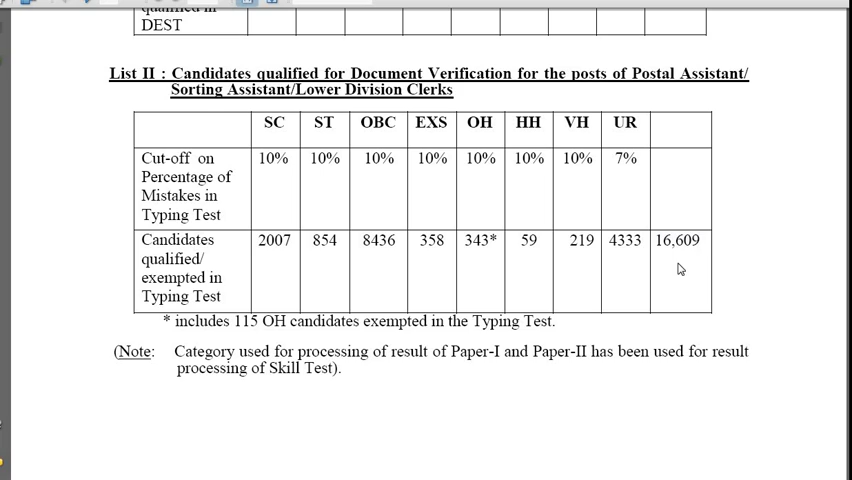 qualified in
DEST
List II : Candidates qualified for Document Verification for the posts of Postal Assistant/
Sorting Assistant/Lower Division Clerks
SC ST OBC EXS OH HH VH UR
Cut-off on Percentage of Mistakes in Typing Test 10% 10% 10% 10% 10% 10% 10% 7%
Candidates qualified/ exempted in Typing Test 2007 854 8436 358 343* 59 219 4333 16,609
* includes 115 OH candidates exempted in the Typing Test.
(Note: Category used for processing of result of Paper-I and Paper-II has been used for result
processing of Skill Test).